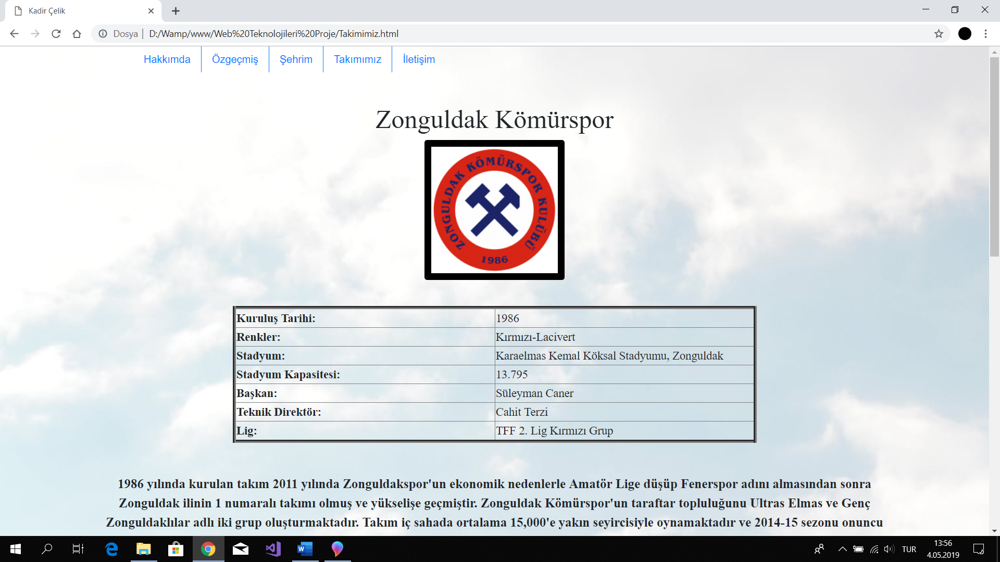 Kadir Çelik
Dosya | D:/Wamp/www/Web%20Teknolojileri%20Proje/Takimimiz.html
Hakkımda Özgeçmiş Şehrim Takımımız İletişim
Zonguldak Kömürspor
ZONGULDAK KÖMÜRSPOR KULÜBÜ
1986
Kuruluş Tarihi: 1986
Renkler: Kırmızı-Lacivert
Stadyum: Karaelmas Kemal Köksal Stadyumu, Zonguldak
Stadyum Kapasitesi: 13.795
Başkan: Süleyman Caner
Teknik Direktör: Cahit Terzi
Lig: TFF 2. Lig Kırmızı Grup
1986 yılında kurulan takım 2011 yılında Zonguldakspor'un ekonomik nedenlerle Amatör Lige düşüp Fenerspor adını almasından sonra
Zonguldak ilinin 1 numaralı takımı olmuş ve yükselişe geçmiştir. Zonguldak Kömürspor'un taraftar topluluğunu Ultras Elmas ve Genç
Zonguldaklılar adlı iki grup oluşturmaktadır. Takım iç sahada ortalama 15,000'e yakın seyircisiyle oynamaktadır ve 2014-15 sezonu onuncu
TUR
13:56
4.05.2019